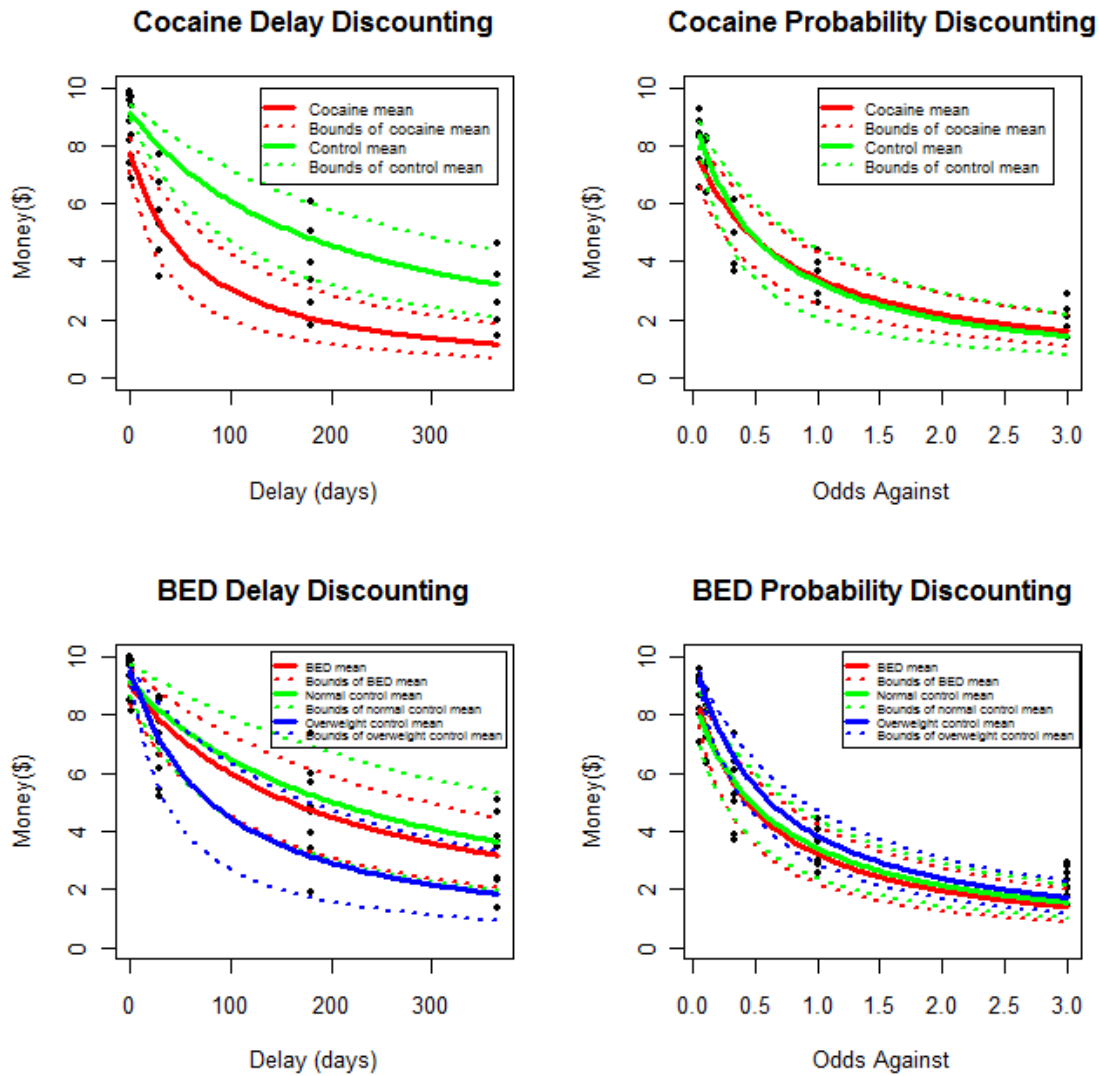 Cocaine Delay Discounting
Money($)
10
8
6
4
2
0
Cocaine mean
Bounds of cocaine mean
Control mean
Bounds of control mean
0 100 200 300
Delay (days)
Cocaine Probability Discounting
Money($)
10
8
6
4
2
0
Cocaine mean
Bounds of cocaine mean
Control mean
Bounds of control mean
0.0 0.5 1.0 1.5 2.0 2.5 3.0
Odds Against
BED Delay Discounting
Money($)
10
8
6
4
2
0
BED mean
Bounds of BED mean
Normal control mean
Bounds of normal control mean
Overweight control mean
Bounds of overweight control mean
0 100 200 300
Delay (days)
BED Probability Discounting
Money($)
10
8
6
4
2
0
BED mean
Bounds of BED mean
Normal control mean
Bounds of normal control mean
Overweight control mean
Bounds of overweight control mean
0.0 0.5 1.0 1.5 2.0 2.5 3.0
Odds Against